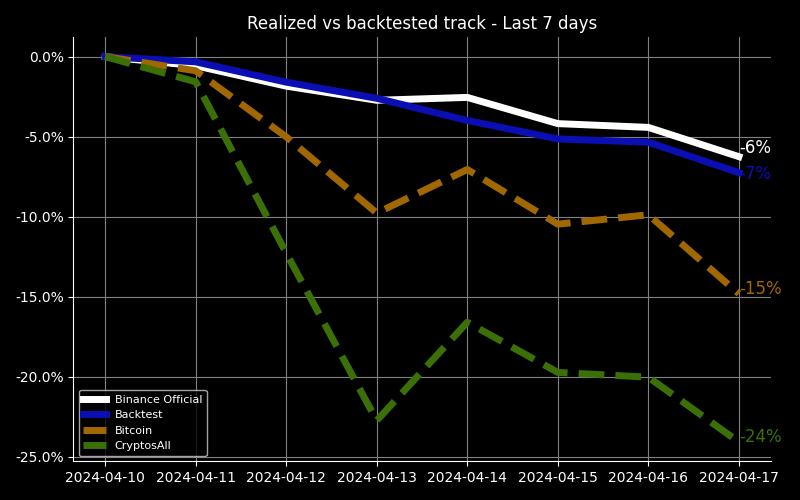 Realized vs backtested track - Last 7 days
0.0%
-5.0%
-10.0%
-15.0%
-20.0%
-25.0%
-6%
-7%
-15%
-24%
Binance Official
Backtest
Bitcoin
CryptosAll
2024-04-10 2024-04-11 2024-04-12 2024-04-13 2024-04-14 2024-04-15 2024-04-16 2024-04-17